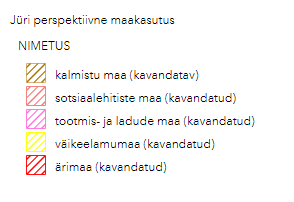 Jüri perspektiivne maakasutus
NIMETUS
kalmistu maa (kavandatav)
sotsiaalehitiste maa (kavandatud)
tootmis- ja ladude maa (kavandatud)
väikeelamumaa (kavandatud)
ärimaa (kavandatud)